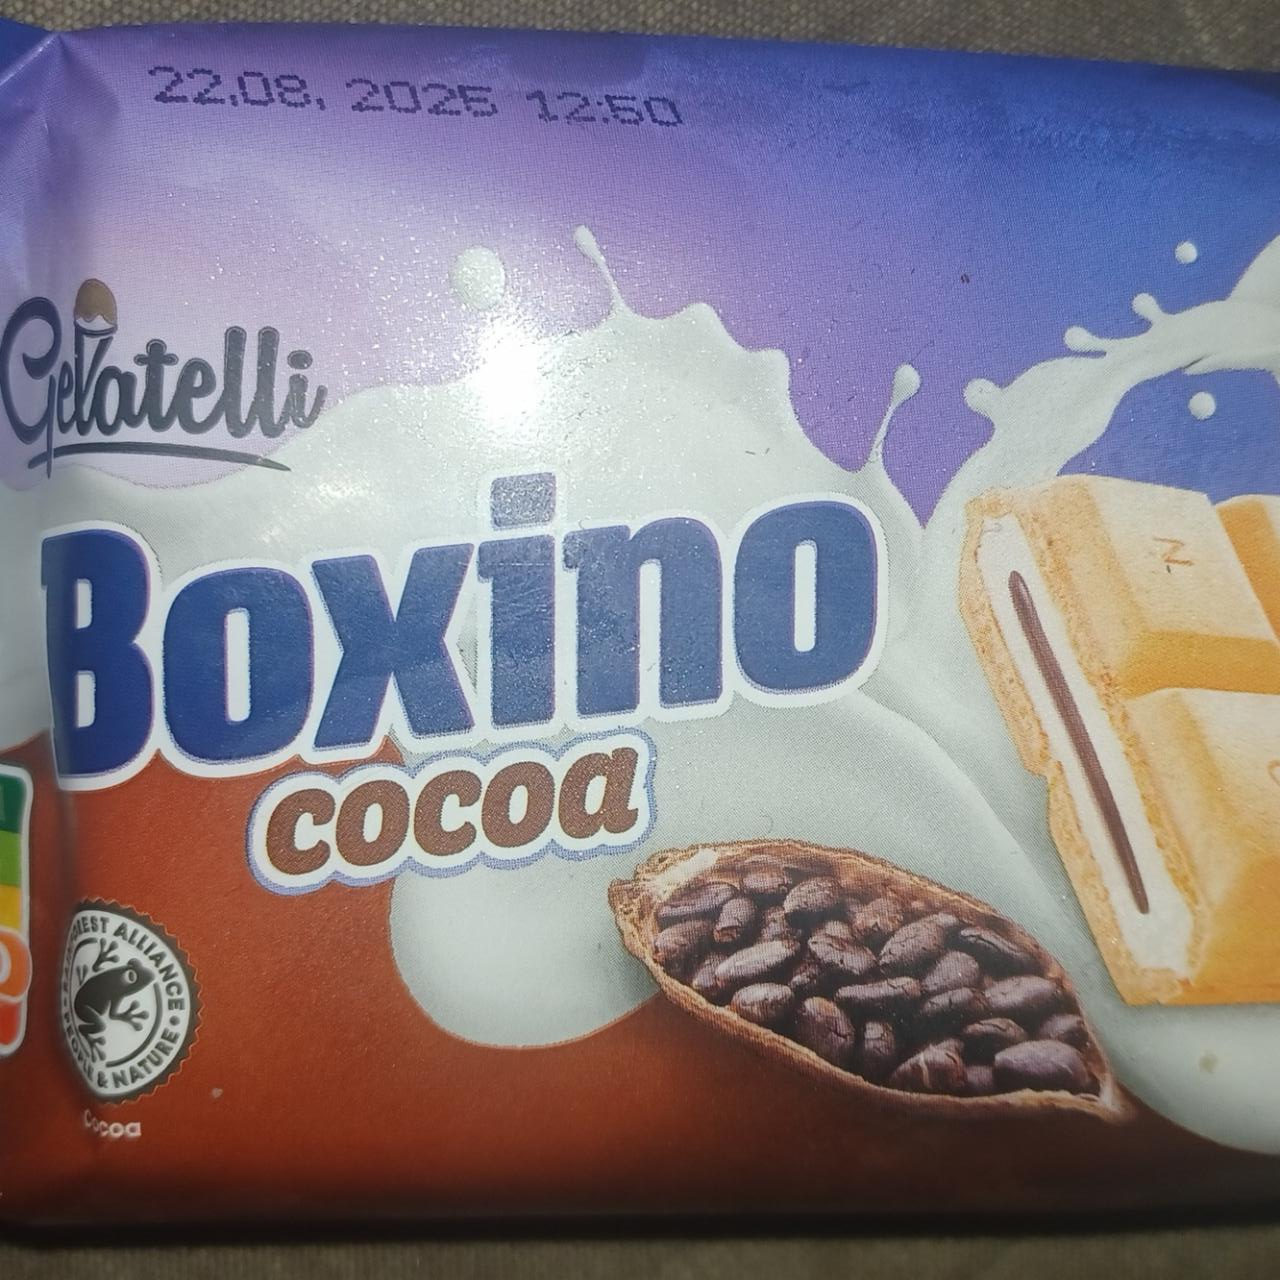 22.08. 2025 12:50
Gelatelli
Boxino
cocoa
RAINFOREST ALLIANCE
PEOPLE & NATURE
Cocoa